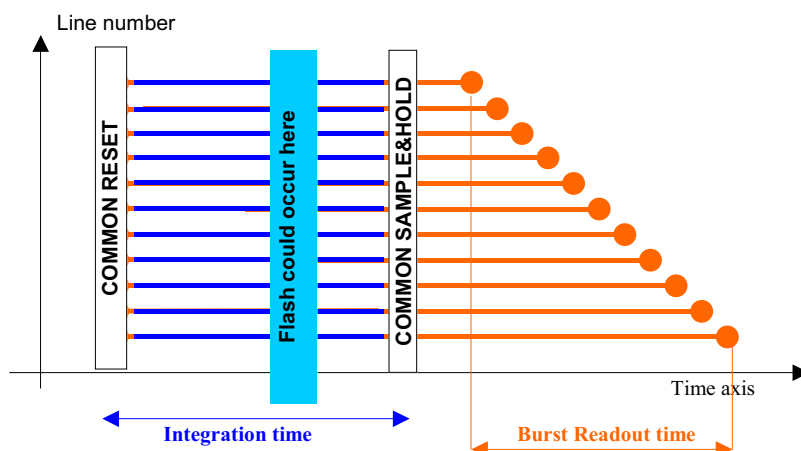 Line number
COMMON RESET
Flash could occur here
COMMON SAMPLE&HOLD
Time axis
Integration time
Burst Readout time